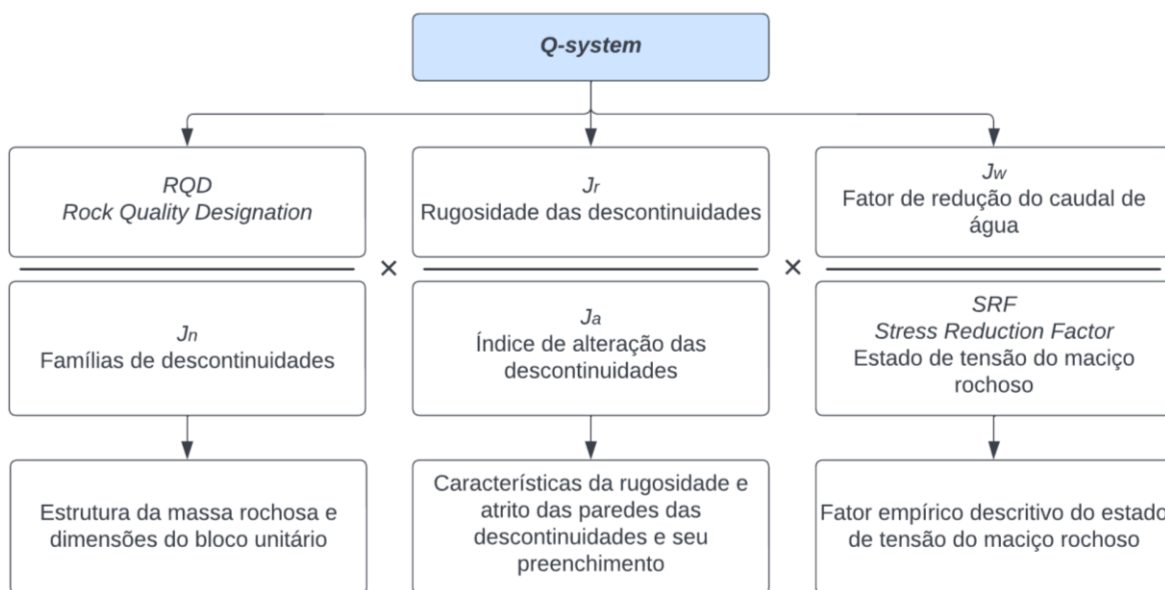 Q-system
RQD
Rock Quality Designation
×
Jr
Rugosidade das descontinuidades
×
Jw
Fator de redução do caudal de
água
Jn
Famílias de descontinuidades
Ja
Índice de alteração das
descontinuidades
SRF
Stress Reduction Factor
Estado de tensão do maciço
rochoso
Estrutura da massa rochosa e
dimensões do bloco unitário
Características da rugosidade e
atrito das paredes das
descontinuidades e seu
preenchimento
Fator empírico descritivo do estado
de tensão do maciço rochoso